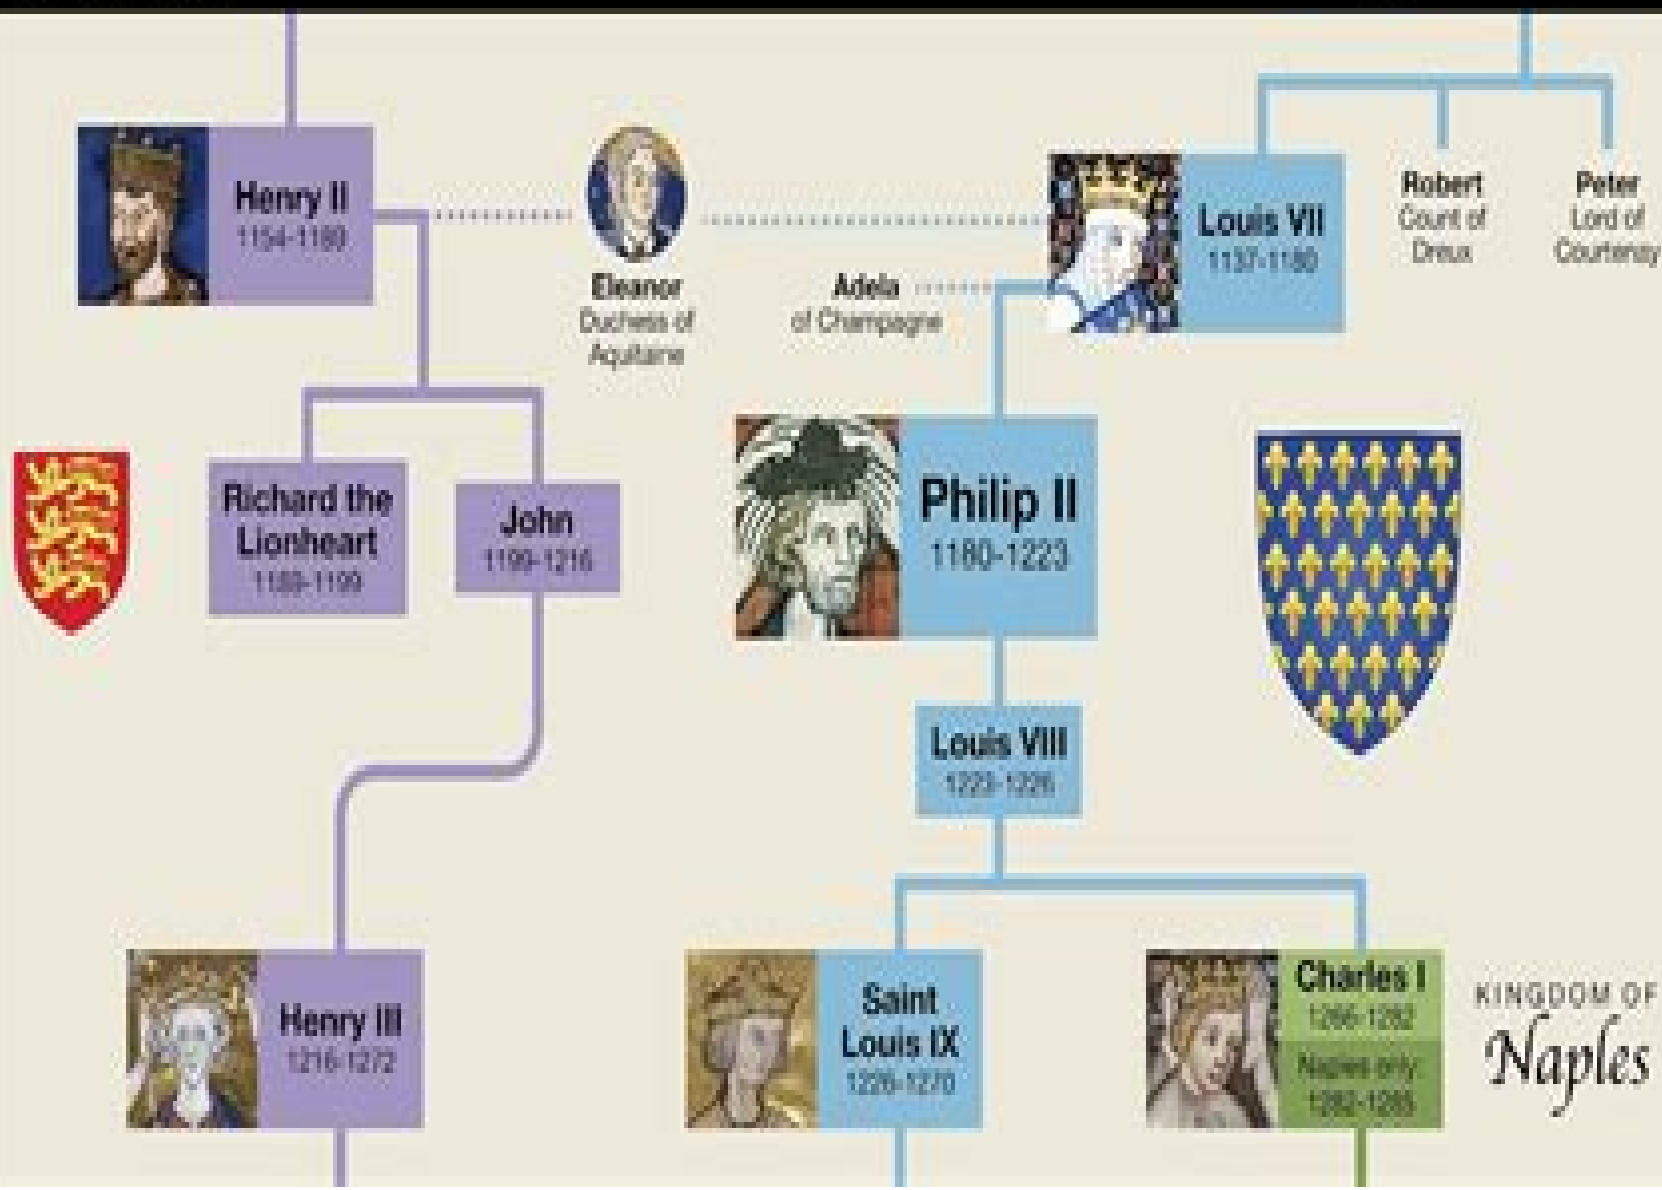 Henry II
1154-1189
Eleanor
Duchess of
Aquitaine
Adela
of Champagne
Louis VII
1137-1180
Robert
Count of
Dreux
Peter
Lord of
Courtenay
Richard the
Lionheart
1189-1199
John
1199-1216
Philip II
1180-1223
Louis VIII
1223-1226
Henry III
1216-1272
Saint
Louis IX
1226-1270
Charles I
1266-1282
Naples only
1282-1285
KINGDOM OF
Naples